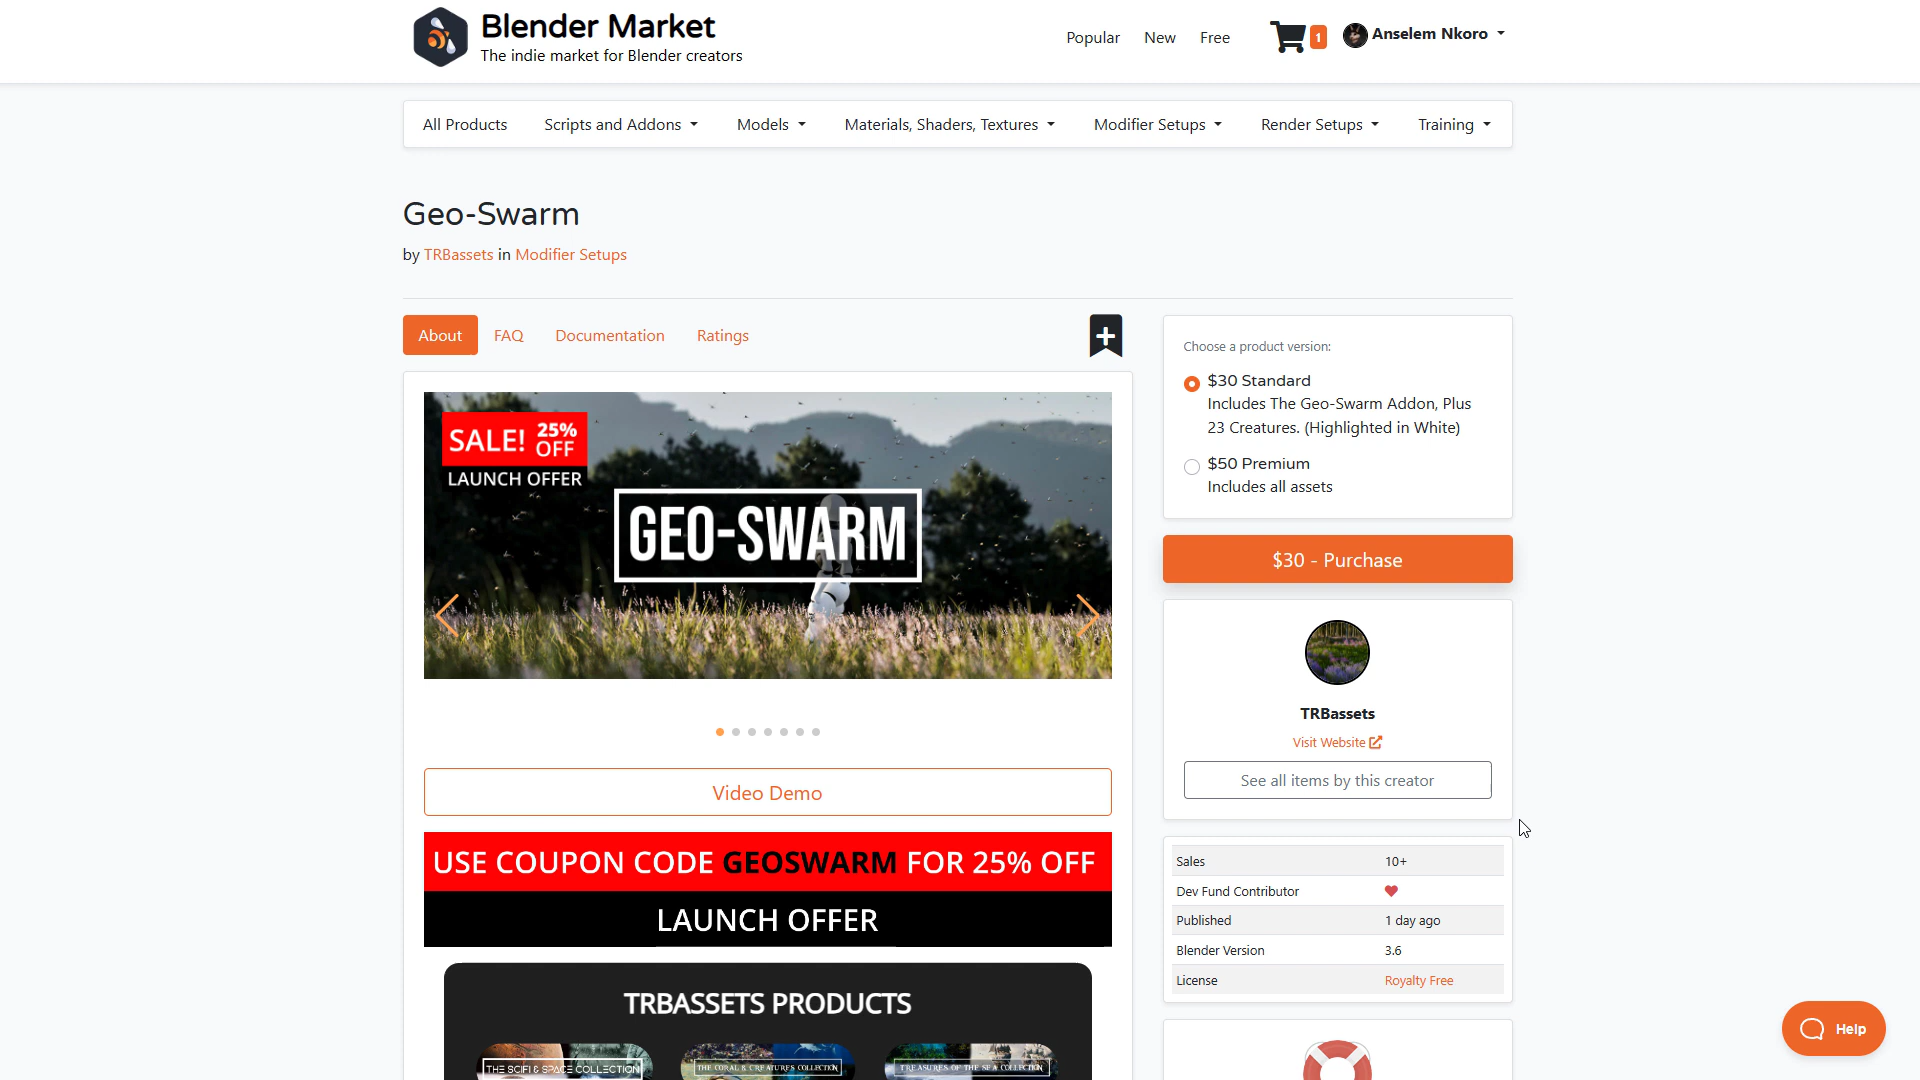 Blender Market
The indie market for Blender creators
Popular
New
Free
1
Anselem Nkoro
All Products
Scripts and Addons
Models
Materials, Shaders, Textures
Modifier Setups
Render Setups
Training
Geo-Swarm
by TRBassets in Modifier Setups
About
FAQ
Documentation
Ratings
SALE! 25% OFF
LAUNCH OFFER
GEO-SWARM
Video Demo
USE COUPON CODE GEOSWARM FOR 25% OFF
LAUNCH OFFER
TRBASSETS PRODUCTS
THE SCIFI & SPACE COLLECTION
THE CORAL & CREATURES COLLECTION
TREASURES OF THE SEA COLLECTION
Choose a product version:
$30 Standard
Includes The Geo-Swarm Addon, Plus
23 Creatures. (Highlighted in White)
$50 Premium
Includes all assets
$30 - Purchase
TRBassets
Visit Website
See all items by this creator
Sales 10+
Dev Fund Contributor
Published 1 day ago
Blender Version 3.6
License Royalty Free
Help